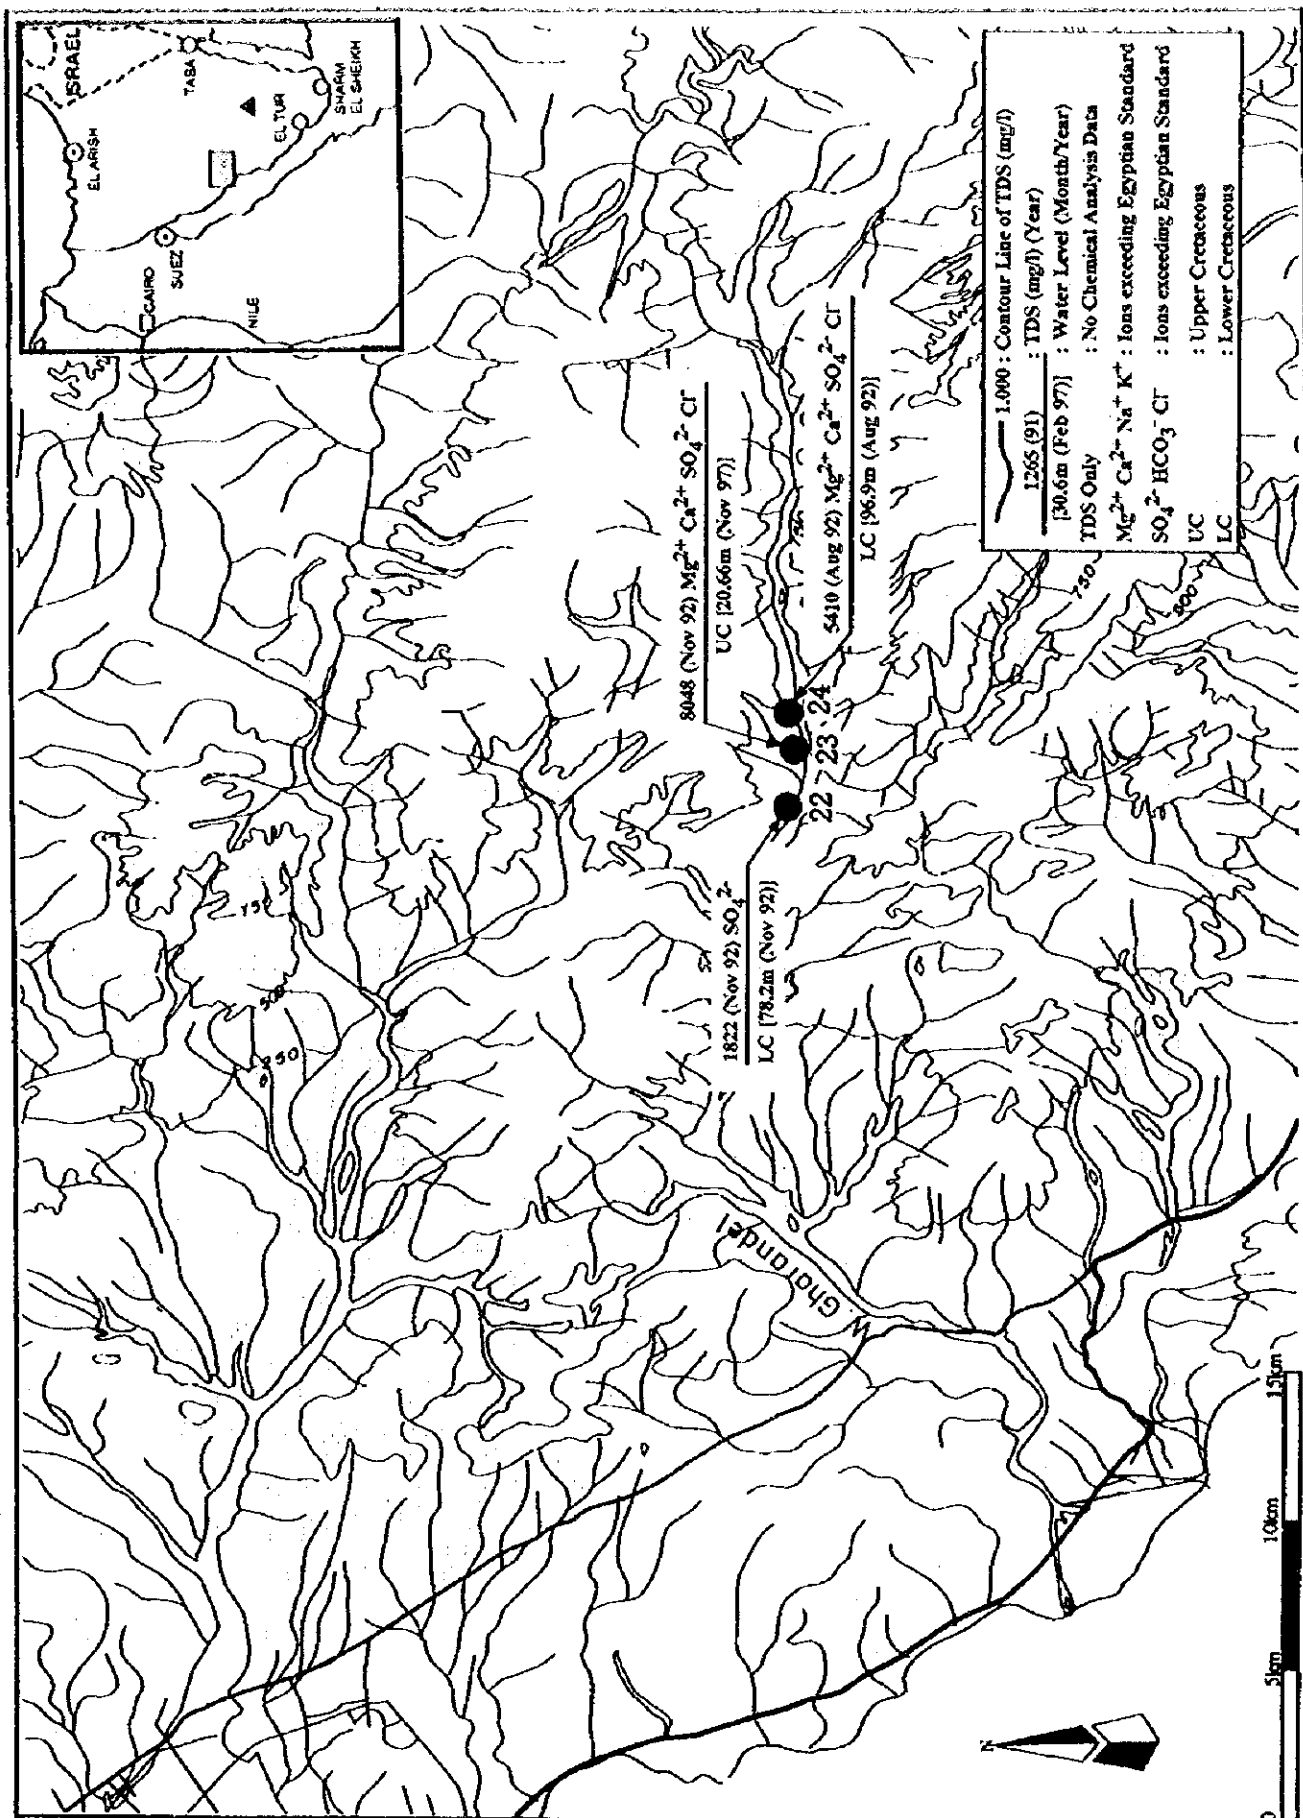 ISRAEL
EL ARISH
TABA
CAIRO
SUEZ
EL TUR
SHARM
EL SHEIKH
NILE
750
500
250
8048 (Nov 92) Mg²⁺ Ca²⁺ SO₄²⁻ Cl⁻
UC [20.66m (Nov 97)]
1822 (Nov 92) SO₄²⁻
LC [78.2m (Nov 92)]
22
23
24
5410 (Aug 92) Mg²⁺ Ca²⁺ SO₄²⁻ Cl⁻
LC [96.9m (Aug 92)]
W. Gharandel
750
500
1.000 : Contour Line of TDS (mg/l)
1265 (91) : TDS (mg/l) (Year)
[30.6m (Feb 97)] : Water Level (Month/Year)
TDS Only : No Chemical Analysis Data
Mg²⁺ Ca²⁺ Na⁺ K⁺ : Ions exceeding Egyptian Standard
SO₄²⁻ HCO₃⁻ Cl⁻ : Ions exceeding Egyptian Standard
UC : Upper Cretaceous
LC : Lower Cretaceous
N
0 5km 10km 15km